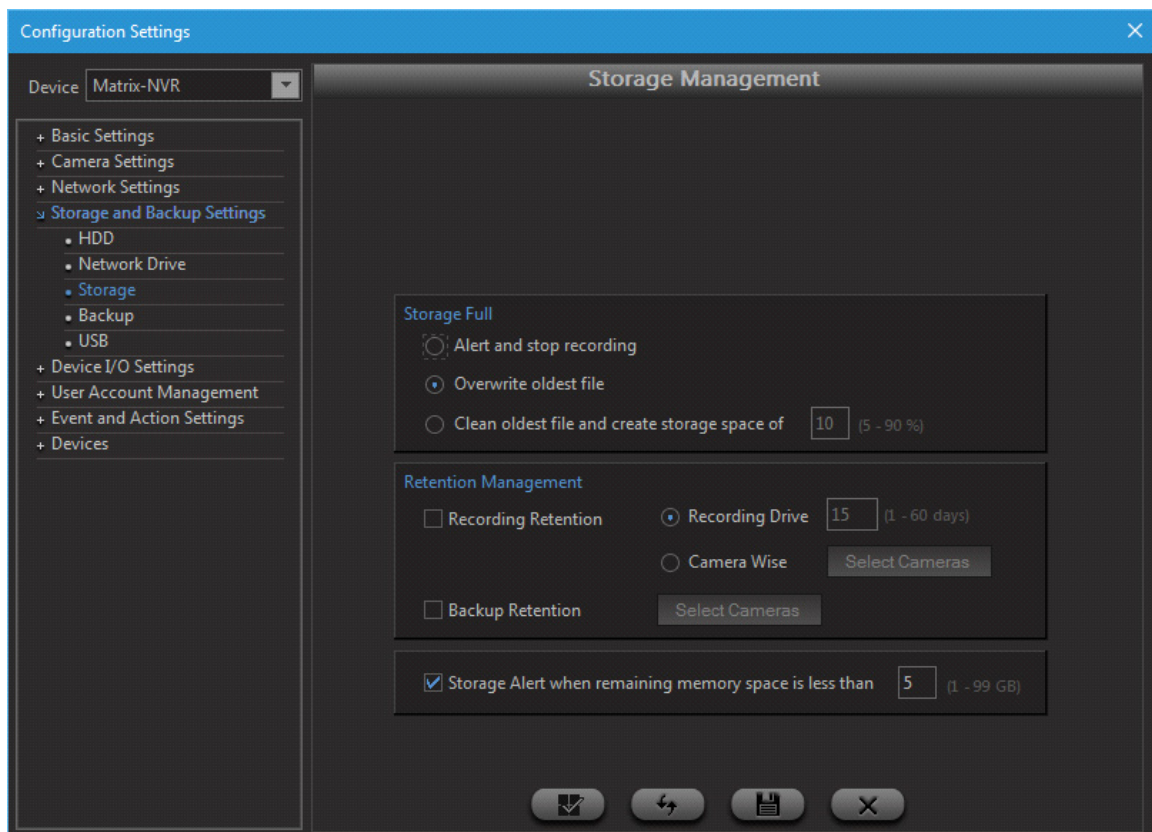 Configuration Settings
Device Matrix-NVR
Storage Management
+ Basic Settings
+ Camera Settings
+ Network Settings
Storage and Backup Settings
• HDD
• Network Drive
• Storage
• Backup
• USB
+ Device I/O Settings
+ User Account Management
+ Event and Action Settings
+ Devices
Storage Full
Alert and stop recording
Overwrite oldest file
Clean oldest file and create storage space of 10 (5 - 90 %)
Retention Management
Recording Retention Recording Drive 15 (1 - 60 days)
Camera Wise Select Cameras
Backup Retention Select Cameras
Storage Alert when remaining memory space is less than 5 (1 - 99 GB)